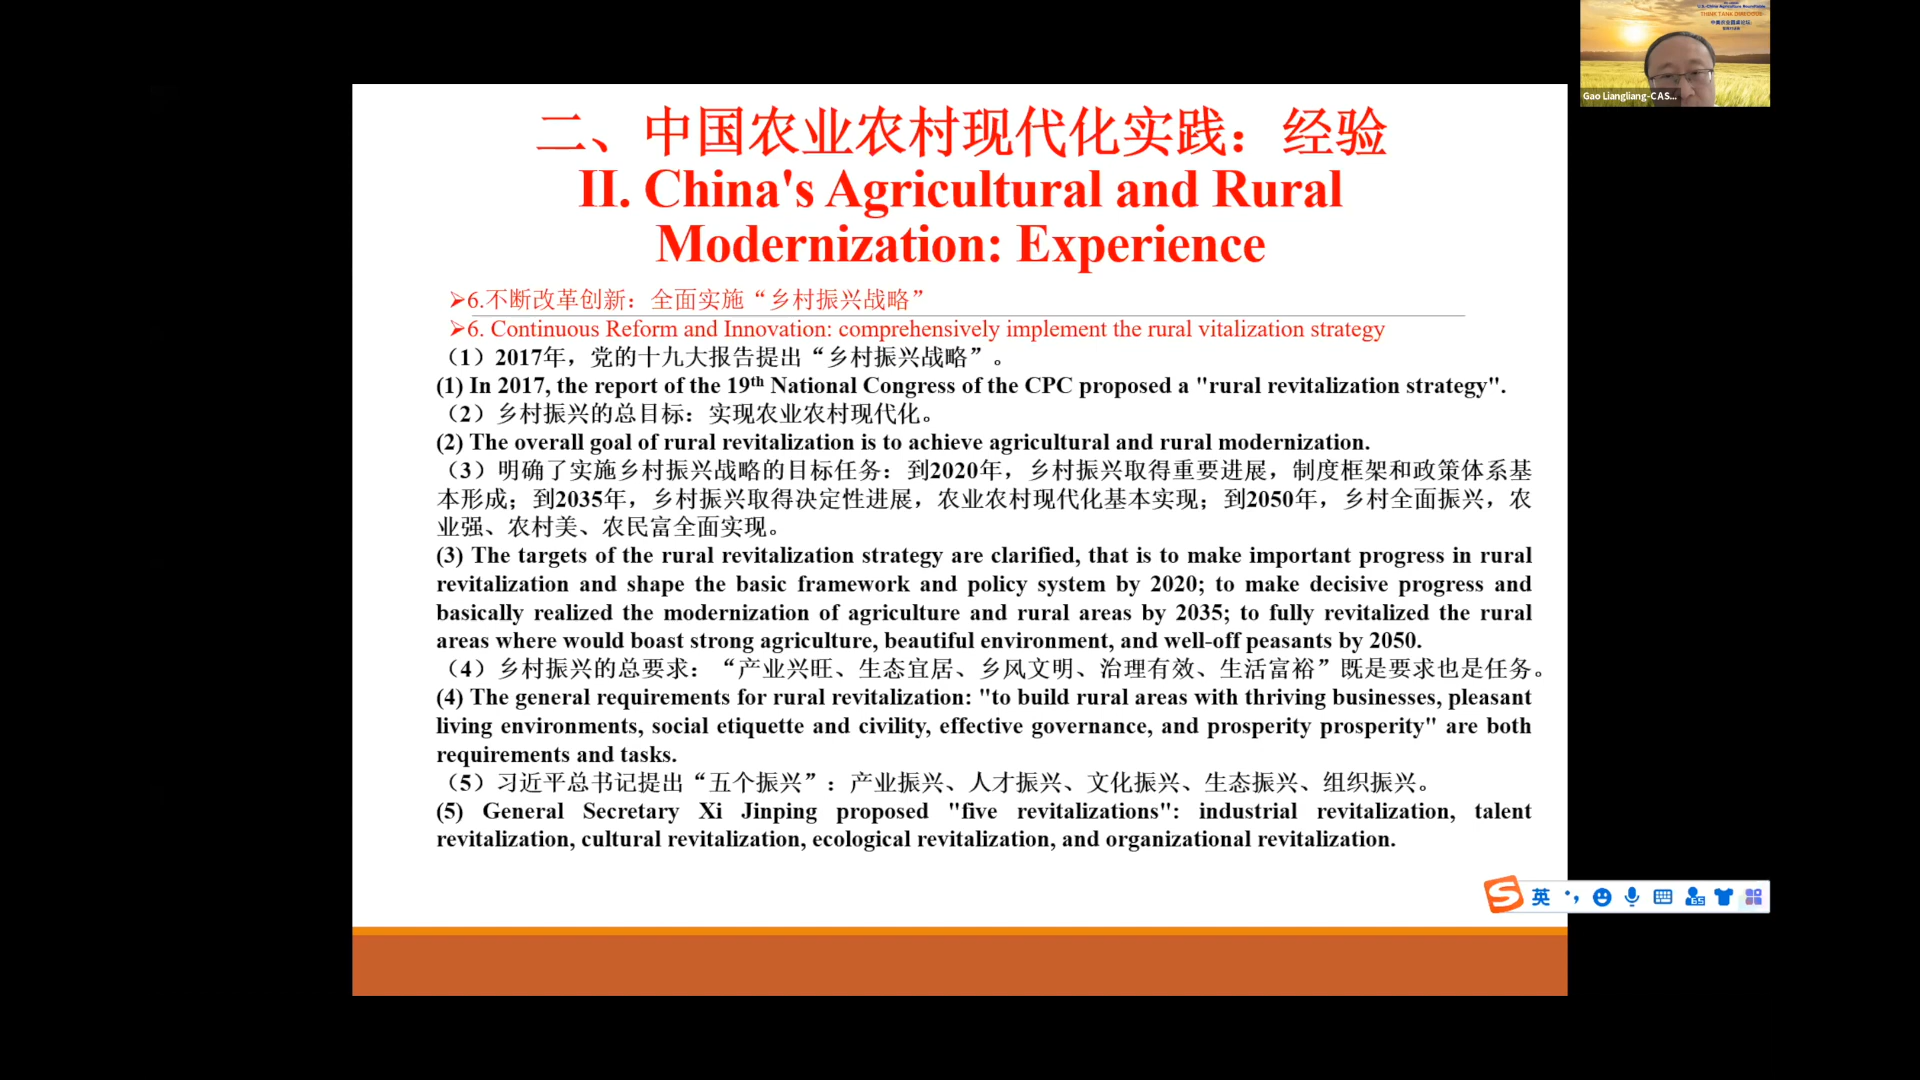 U.S.-China Agriculture Roundtable
THINK TANK DIALOGUE
中美农业圆桌论坛:
Gao Liangliang-CAS...
二、中国农业农村现代化实践：经验
II. China's Agricultural and Rural
Modernization: Experience
➢6.不断改革创新：全面实施“乡村振兴战略”
➢6. Continuous Reform and Innovation: comprehensively implement the rural vitalization strategy
（1）2017年，党的十九大报告提出“乡村振兴战略”。
(1) In 2017, the report of the 19th National Congress of the CPC proposed a "rural revitalization strategy".
（2）乡村振兴的总目标：实现农业农村现代化。
(2) The overall goal of rural revitalization is to achieve agricultural and rural modernization.
（3）明确了实施乡村振兴战略的目标任务：到2020年，乡村振兴取得重要进展，制度框架和政策体系基
本形成；到2035年，乡村振兴取得决定性进展，农业农村现代化基本实现；到2050年，乡村全面振兴，农
业强、农村美、农民富全面实现。
(3) The targets of the rural revitalization strategy are clarified, that is to make important progress in rural
revitalization and shape the basic framework and policy system by 2020; to make decisive progress and
basically realized the modernization of agriculture and rural areas by 2035; to fully revitalized the rural
areas where would boast strong agriculture, beautiful environment, and well-off peasants by 2050.
（4）乡村振兴的总要求：“产业兴旺、生态宜居、乡风文明、治理有效、生活富裕”既是要求也是任务。
(4) The general requirements for rural revitalization: "to build rural areas with thriving businesses, pleasant
living environments, social etiquette and civility, effective governance, and prosperity prosperity" are both
requirements and tasks.
（5）习近平总书记提出“五个振兴”：产业振兴、人才振兴、文化振兴、生态振兴、组织振兴。
(5) General Secretary Xi Jinping proposed "five revitalizations": industrial revitalization, talent
revitalization, cultural revitalization, ecological revitalization, and organizational revitalization.
S 英 65